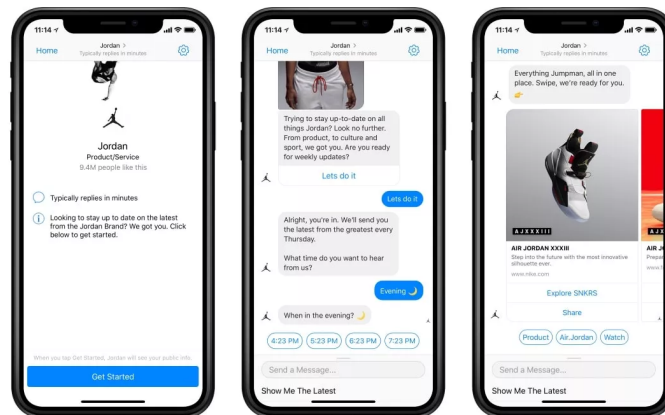 11:14
Home
Jordan >
Typically replies in minutes
Jordan
Product/Service
9.4M people like this
Typically replies in minutes
Looking to stay up to date on the latest
from the Jordan Brand? We got you. Click
below to get started.
When you tap Get Started, Jordan will see your public info.
Get Started
11:14
Home
Jordan >
Typically replies in minutes
Trying to stay up-to-date on all
things Jordan? Look no further.
From product, to culture and
sport, we got you. Are you ready
for weekly updates?
Lets do it
Lets do it
Alright, you're in. We'll send you
the latest from the greatest every
Thursday.
What time do you want to hear
from us?
Evening 🌙
When in the evening? 🌙
4:23 PM
5:23 PM
6:23 PM
7:23 PM
Send a Message...
Show Me The Latest
11:14
Home
Jordan >
Typically replies in minutes
Everything Jumpman, all in one
place. Swipe, we're ready for you.
👉
AJXXXIII
AJX
AIR JORDAN XXXIII
Step into the future with the most innovative
silhouette ever.
www.nike.com
AIR J
Prepar
Explore SNKRS
Share
Product
Air.Jordan
Watch
Send a Message...
Show Me The Latest